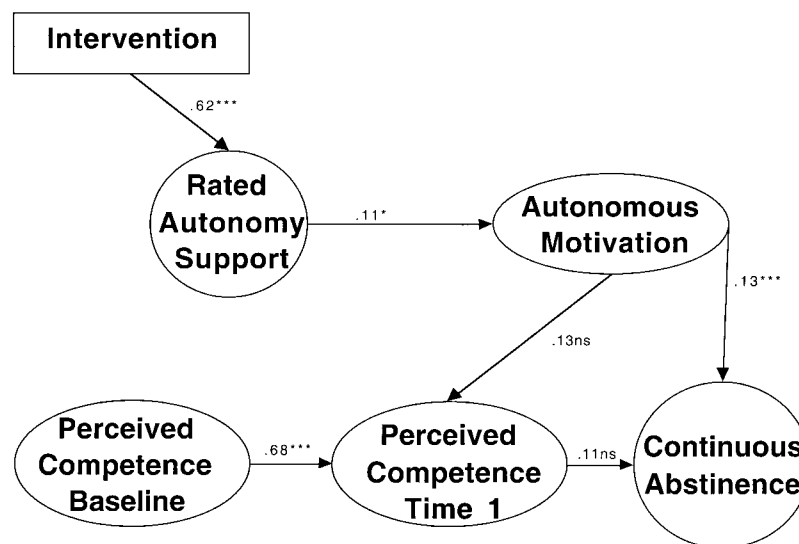 Intervention
.62***
Rated
Autonomy
Support
.11*
Autonomous
Motivation
.13***
.13ns
Perceived
Competence
Baseline
.68***
Perceived
Competence
Time 1
.11ns
Continuous
Abstinence